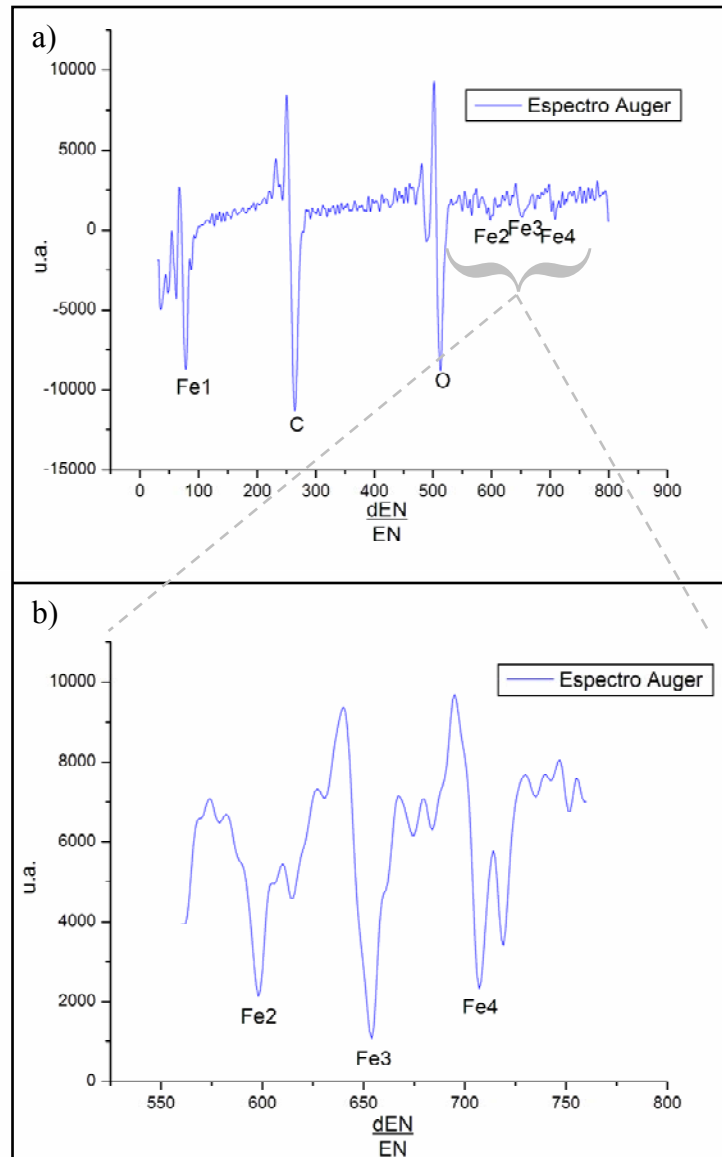 a)
10000
5000
0
-5000
-10000
-15000
u.a.
Espectro Auger
Fe1
C
O
Fe2
Fe3
Fe4
0 100 200 300 400 500 600 700 800 900
dEN
EN
b)
10000
8000
6000
4000
2000
0
u.a.
Espectro Auger
Fe2
Fe3
Fe4
550 600 650 700 750 800
dEN
EN